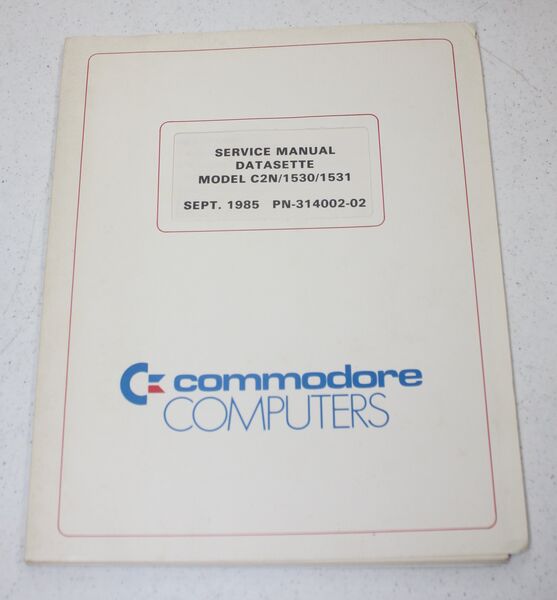 SERVICE MANUAL
DATASETTE
MODEL C2N/1530/1531
SEPT. 1985 PN-314002-02
commodore
COMPUTERS